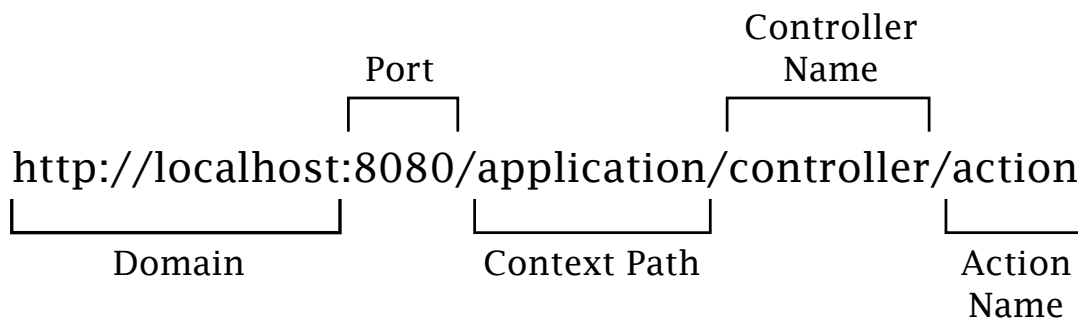 Controller
Port Name
http://localhost:8080/application/controller/action
Domain Context Path Action
Name